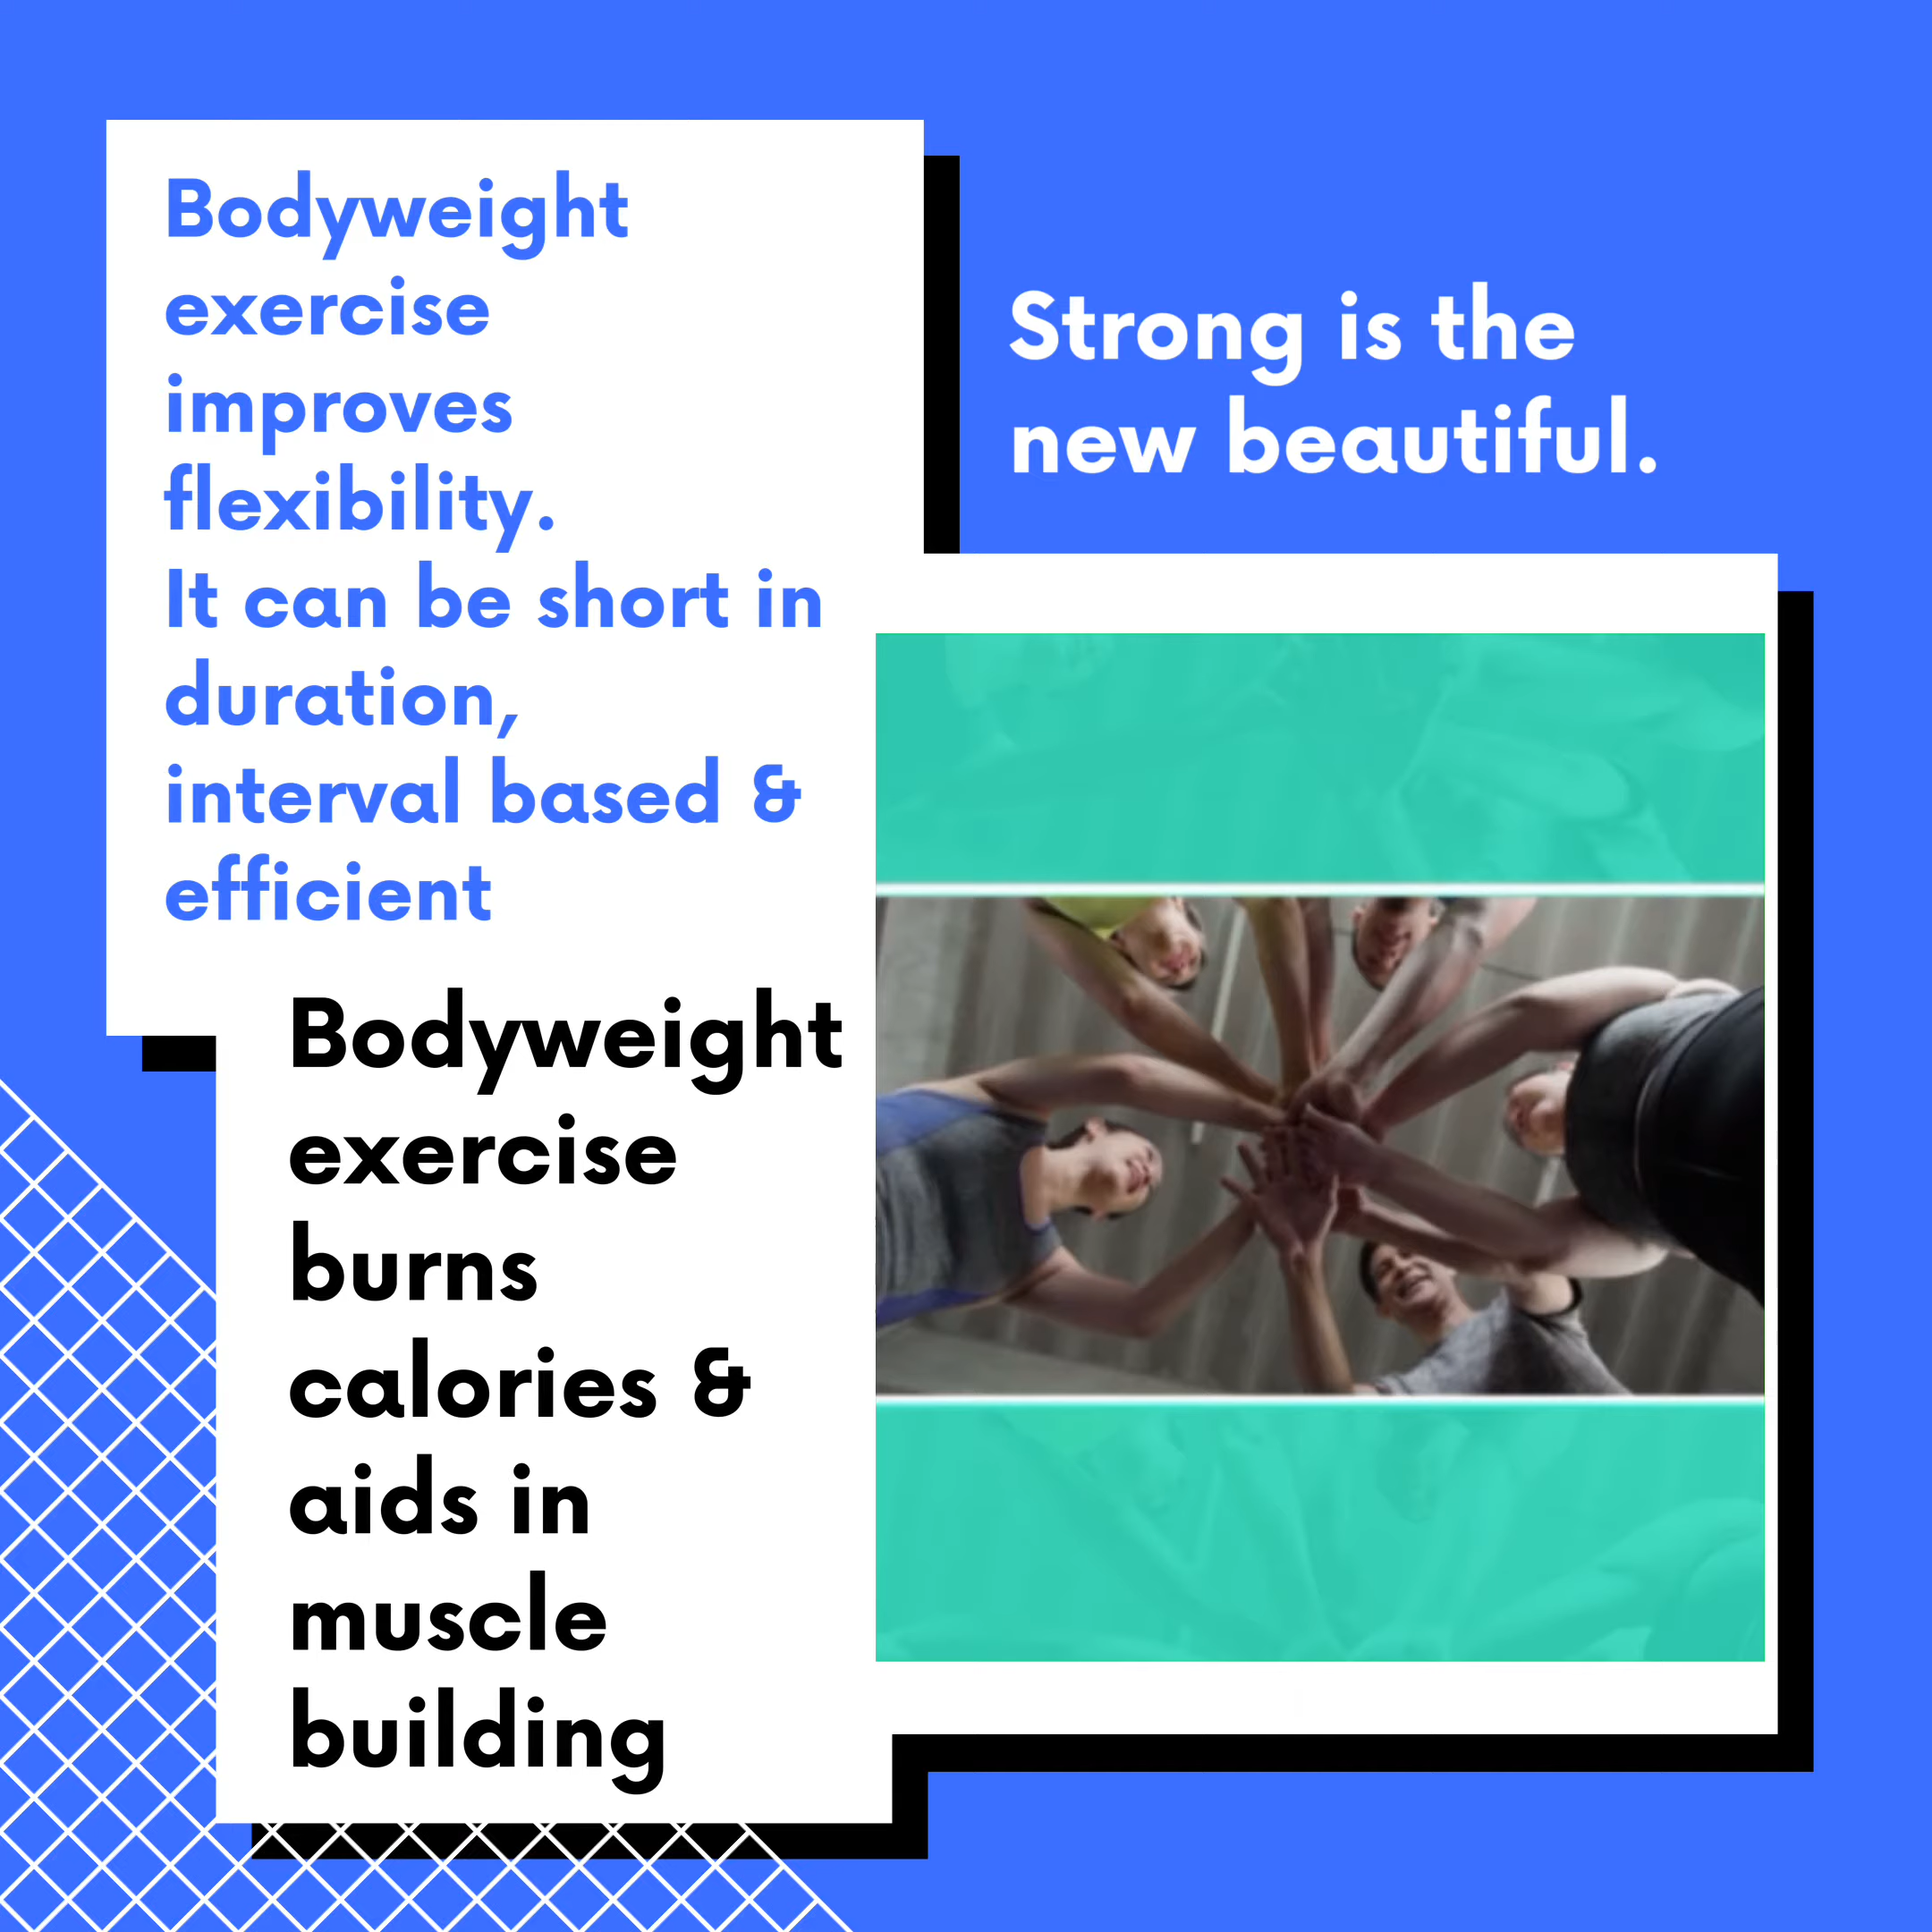 Bodyweight
exercise
improves
flexibility.
It can be short in
duration,
interval based &
efficient
Strong is the
new beautiful.
Bodyweight
exercise
burns
calories &
aids in
muscle
building